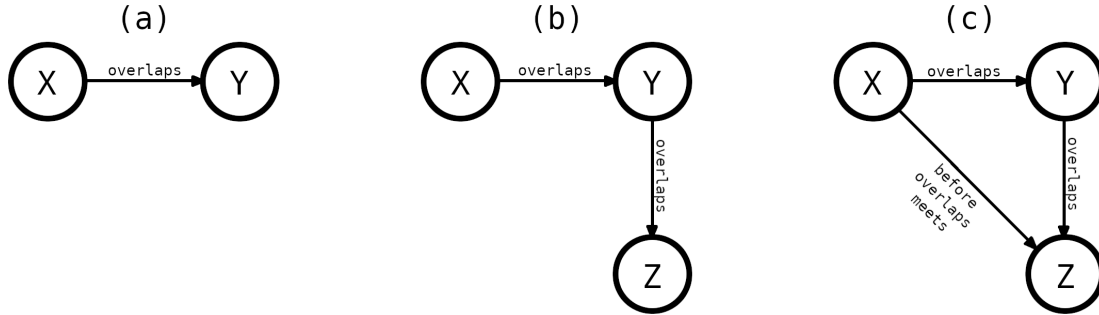 (a)
X
overlaps
Y
(b)
X
overlaps
Y
overlaps
Z
(c)
X
overlaps
Y
before
overlaps
meets
overlaps
Z